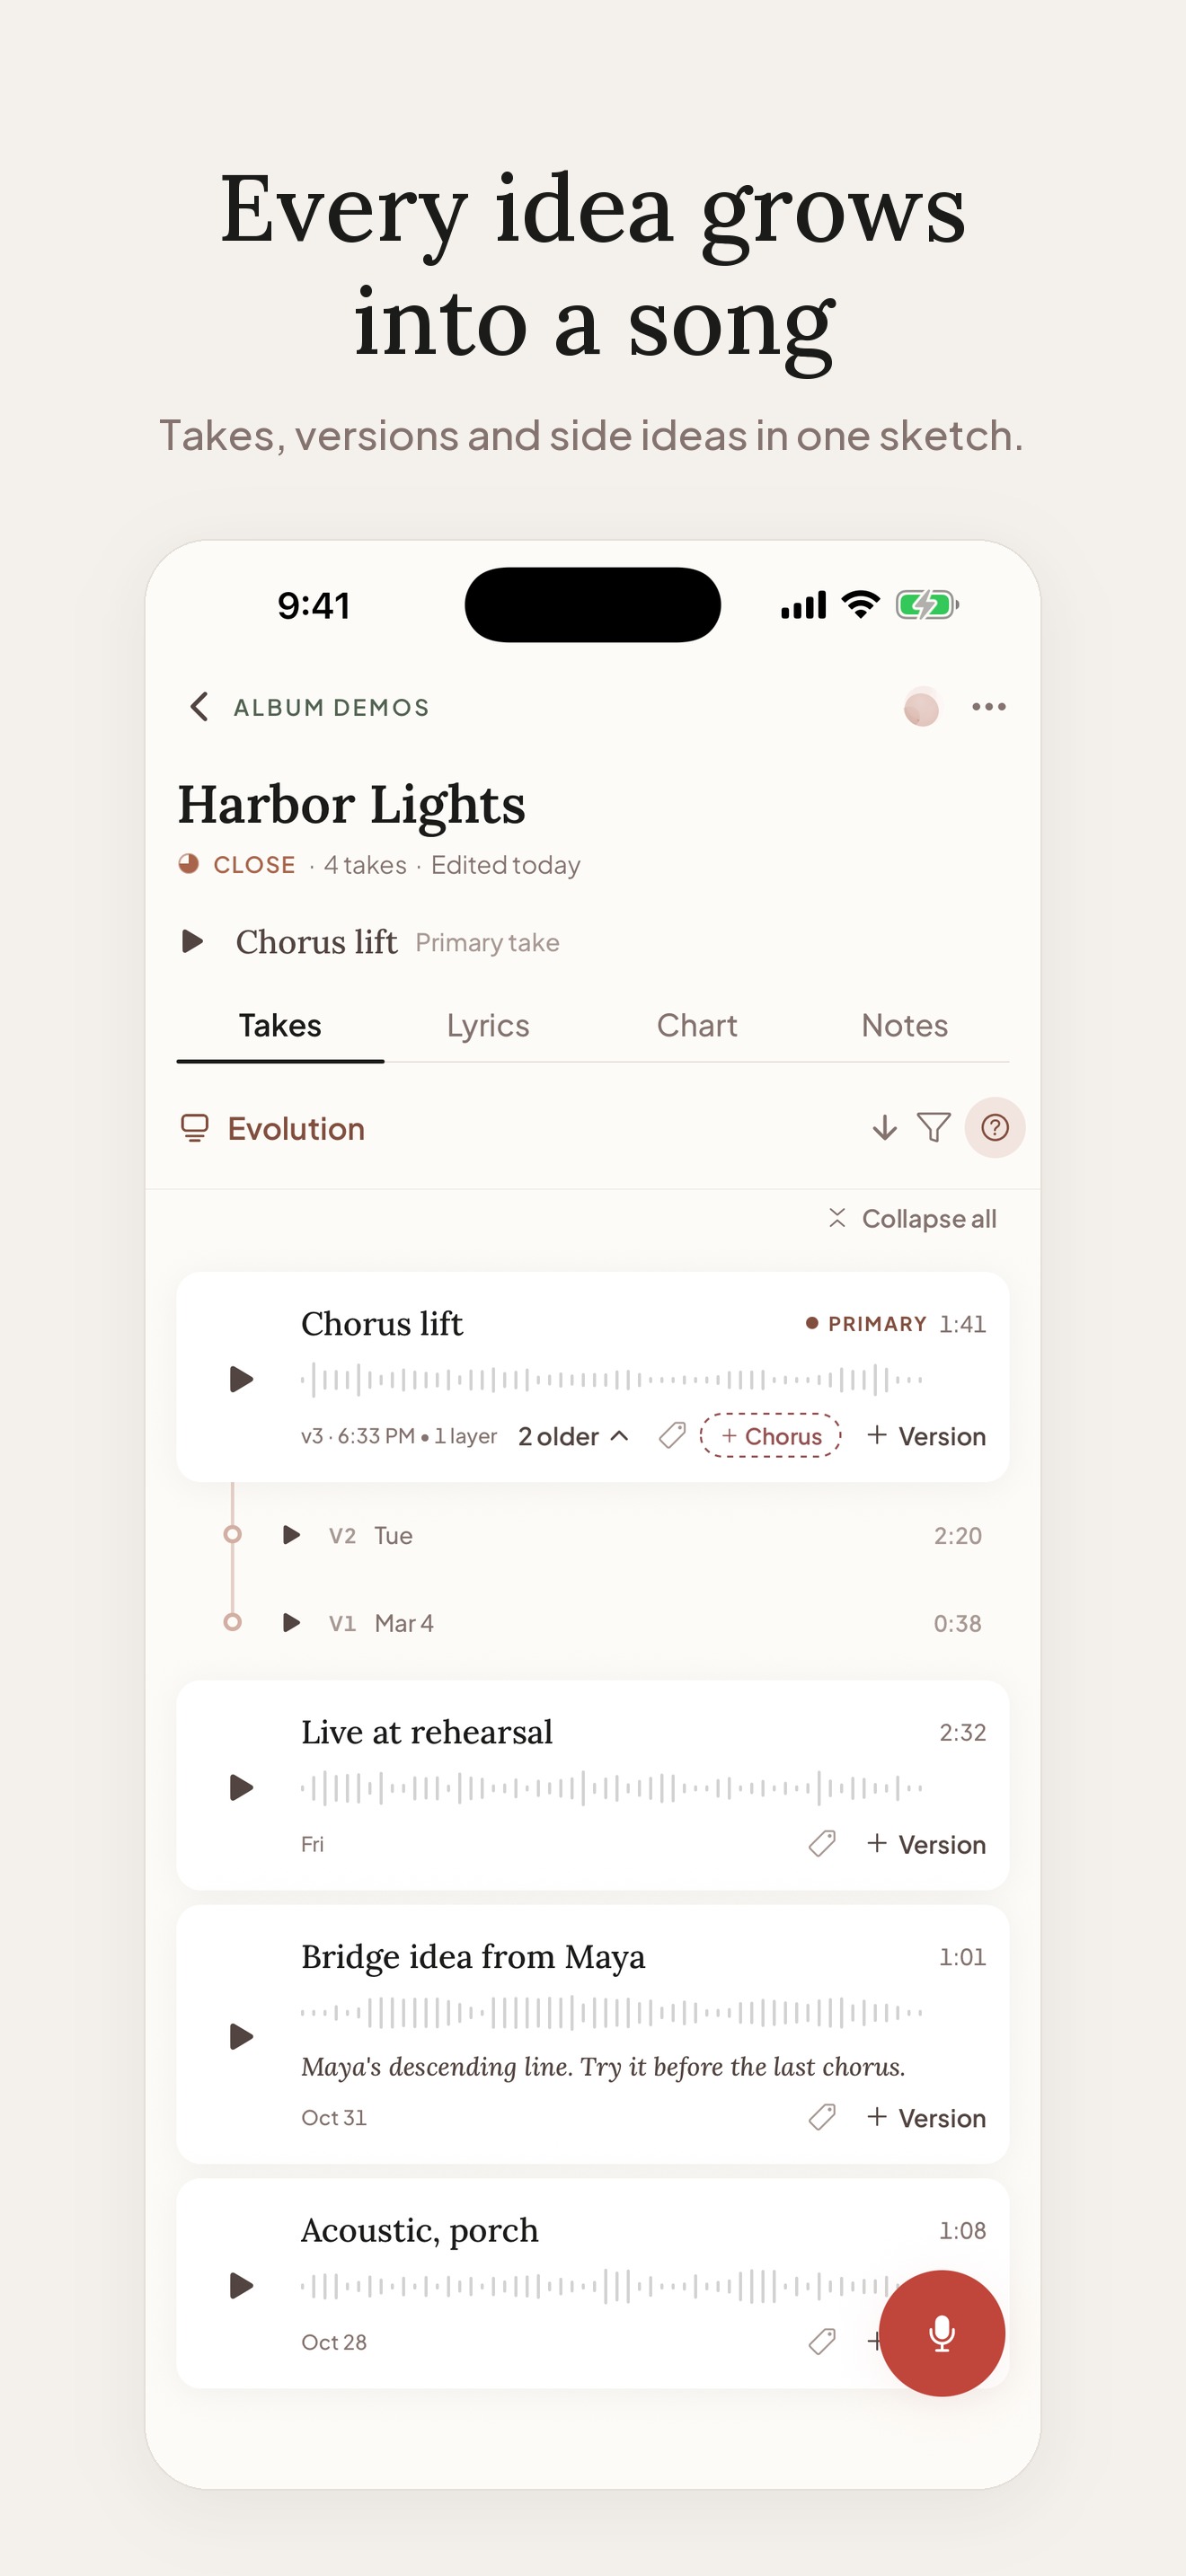 Every idea grows
into a song
Takes, versions and side ideas in one sketch.
9:41
ALBUM DEMOS
Harbor Lights
CLOSE · 4 takes · Edited today
Chorus lift Primary take
Takes Lyrics Chart Notes
Evolution
Collapse all
Chorus lift PRIMARY 1:41
v3 · 6:33 PM • 1 layer 2 older + Chorus + Version
V2 Tue 2:20
V1 Mar 4 0:38
Live at rehearsal 2:32
Fri + Version
Bridge idea from Maya 1:01
Maya's descending line. Try it before the last chorus.
Oct 31 + Version
Acoustic, porch 1:08
Oct 28 +